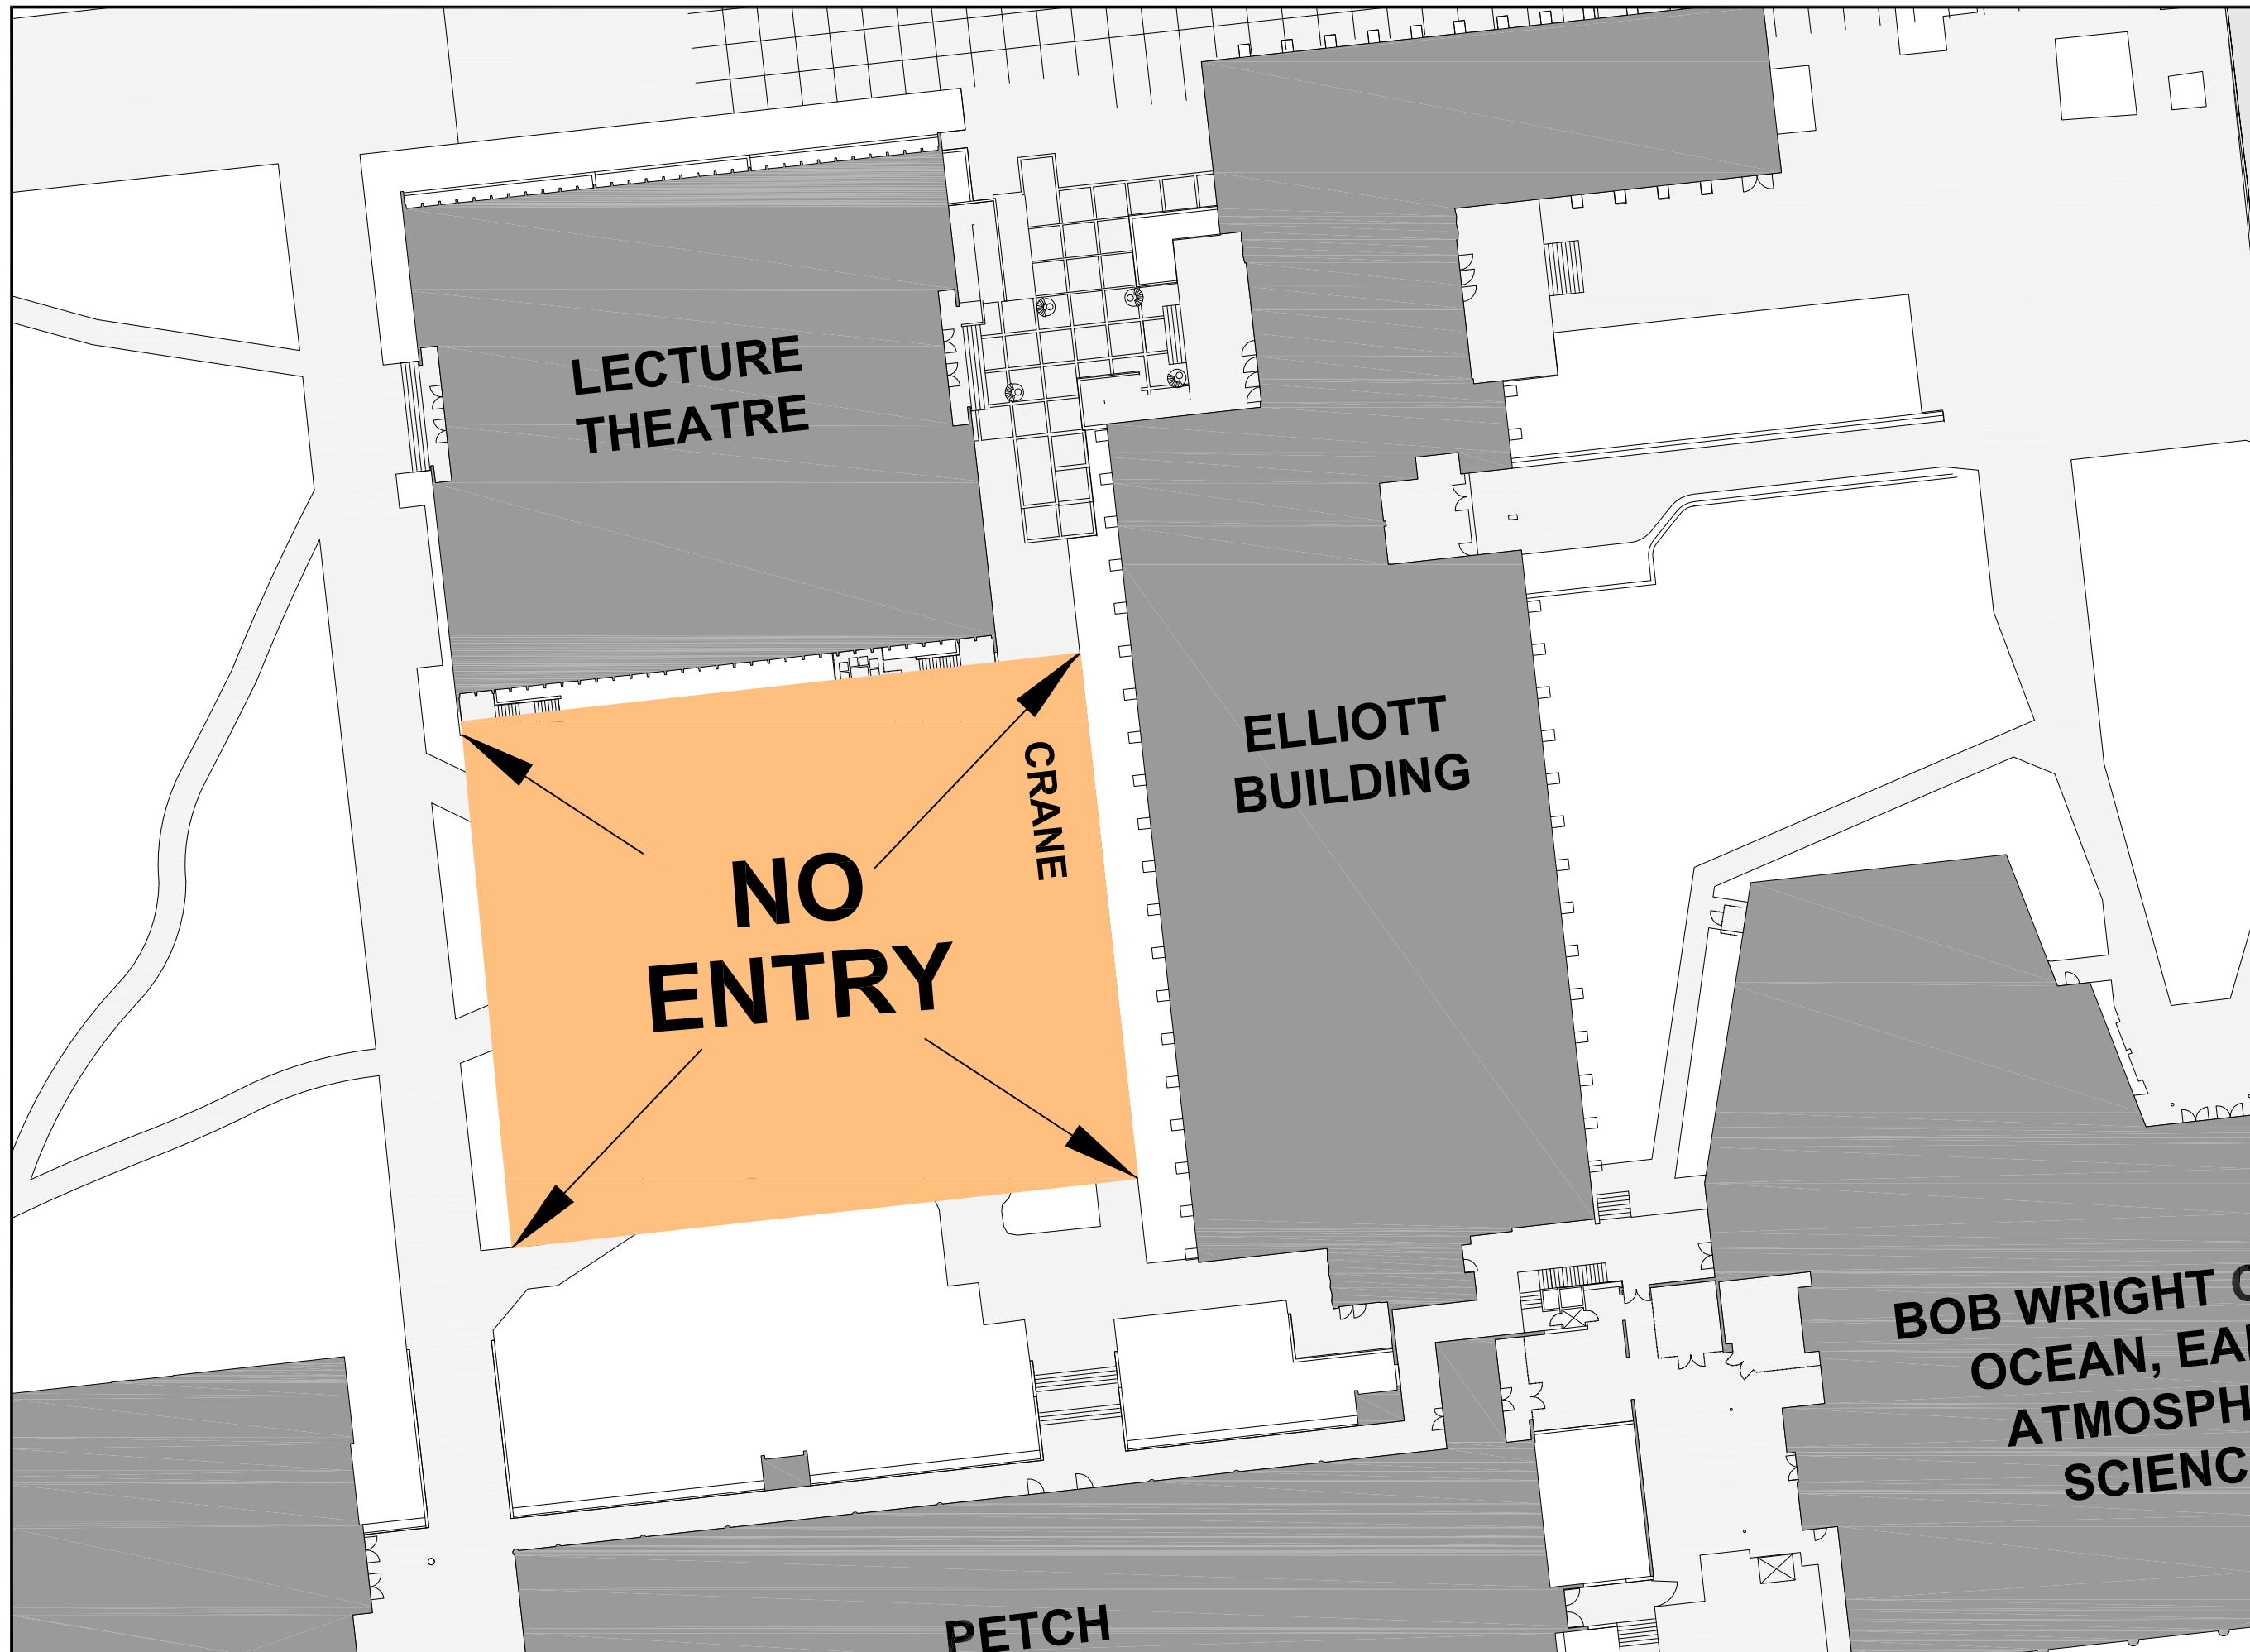 LECTURE
THEATRE
ELLIOTT
BUILDING
CRANE
NO
ENTRY
BOB WRIGHT
OCEAN,
ATMOSPH
SCIENC
PETCH